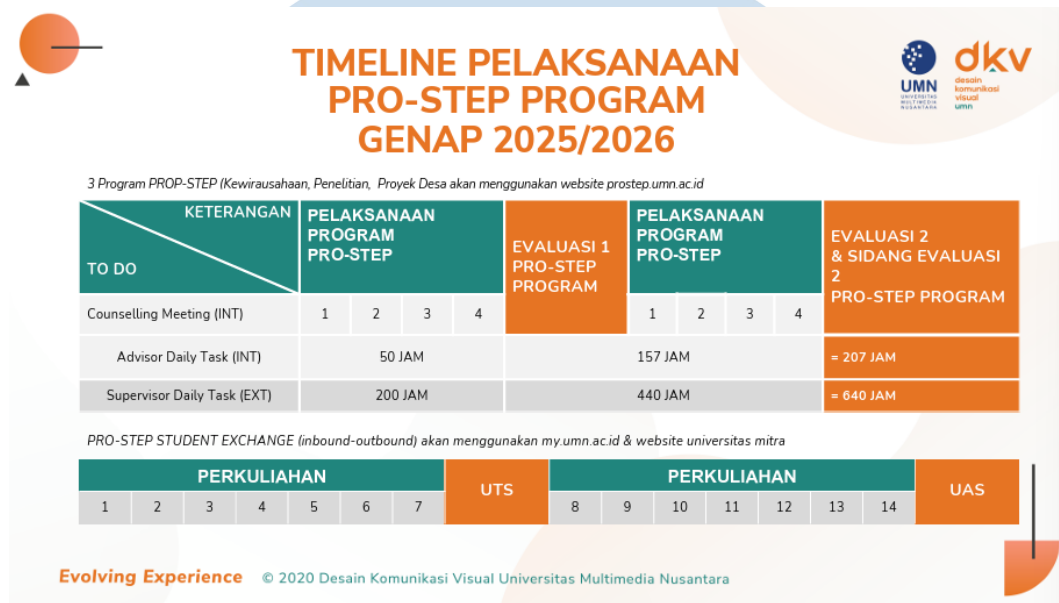 TIMELINE PELAKSANAAN
PRO-STEP PROGRAM
GENAP 2025/2026
UMN
UNIVERSITAS
MULTIMEDIA
NUSANTARA
dkv
desain
komunikasi
visual
umn
3 Program PROP-STEP (Kewirausahaan, Penelitian, Proyek Desa akan menggunakan website prostep.umn.ac.id
KETERANGAN
TO DO
PELAKSANAAN
PROGRAM
PRO-STEP
EVALUASI 1
PRO-STEP
PROGRAM
PELAKSANAAN
PROGRAM
PRO-STEP
EVALUASI 2
& SIDANG EVALUASI
2
PRO-STEP PROGRAM
Counselling Meeting (INT) 1 2 3 4 1 2 3 4
Advisor Daily Task (INT) 50 JAM 157 JAM = 207 JAM
Supervisor Daily Task (EXT) 200 JAM 440 JAM = 640 JAM
PRO-STEP STUDENT EXCHANGE (inbound-outbound) akan menggunakan my.umn.ac.id & website universitas mitra
PERKULIAHAN UTS PERKULIAHAN UAS
1 2 3 4 5 6 7 8 9 10 11 12 13 14
Evolving Experience © 2020 Desain Komunikasi Visual Universitas Multimedia Nusantara